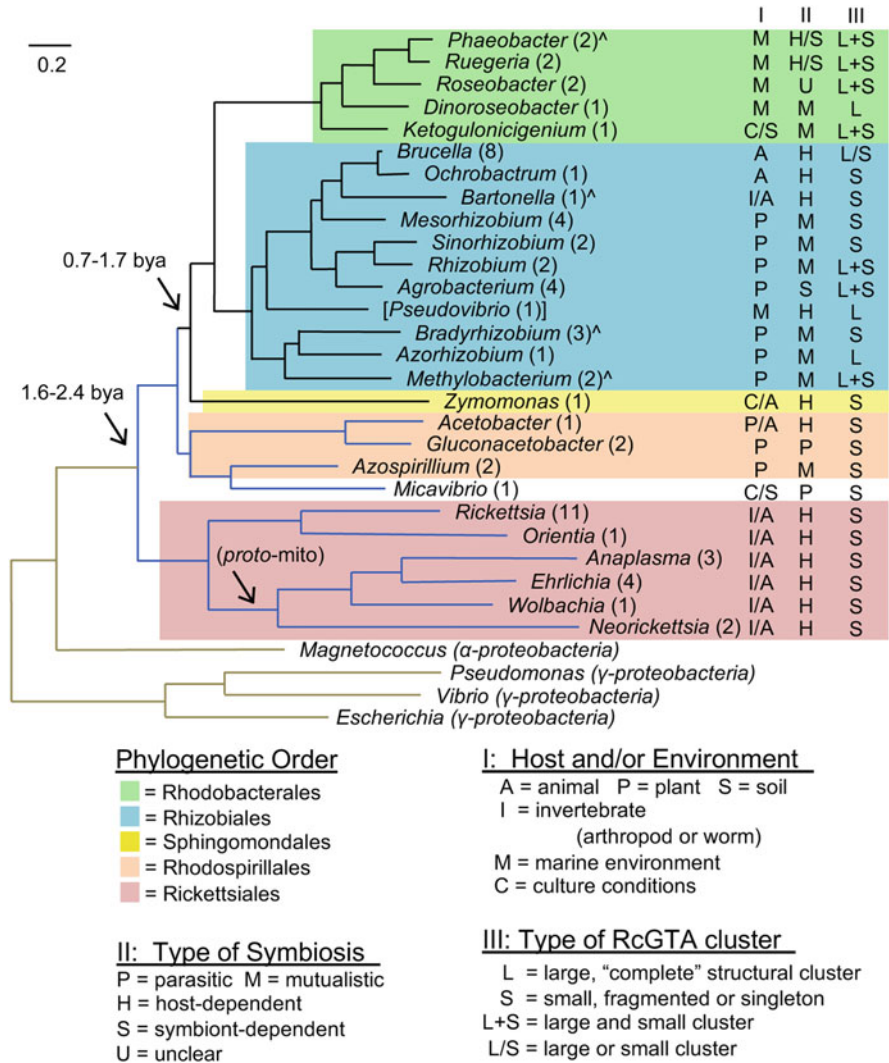 I II III
Phaeobacter (2)^ M H/S L+S
0.2
Ruegeria (2) M H/S L+S
Roseobacter (2) M U L+S
Dinoroseobacter (1) M M L
Ketogulonicigenium (1) C/S M L+S
Brucella (8) A H L/S
Ochrobactrum (1) A H S
Bartonella (1)^ I/A H S
Mesorhizobium (4) P M S
Sinorhizobium (2) P M S
0.7-1.7 bya
Rhizobium (2) P M L+S
Agrobacterium (4) P S L+S
[Pseudovibrio (1)] M H L
Bradyrhizobium (3)^ P M S
Azorhizobium (1) P M L
Methylobacterium (2)^ P M L+S
1.6-2.4 bya
Zymomonas (1) C/A H S
Acetobacter (1) P/A H S
Gluconacetobacter (2) P P S
Azospirillium (2) P M S
Micavibrio (1) C/S P S
Rickettsia (11) I/A H S
Orientia (1) I/A H S
(proto-mito)
Anaplasma (3) I/A H S
Ehrlichia (4) I/A H S
Wolbachia (1) I/A H S
Neorickettsia (2) I/A H S
Magnetococcus (α-proteobacteria)
Pseudomonas (γ-proteobacteria)
Vibrio (γ-proteobacteria)
Escherichia (γ-proteobacteria)
Phylogenetic Order
= Rhodobacterales
= Rhizobiales
= Sphingomondales
= Rhodospirillales
= Rickettsiales
I: Host and/or Environment
A = animal P = plant S = soil
I = invertebrate
(arthropod or worm)
M = marine environment
C = culture conditions
II: Type of Symbiosis
P = parasitic M = mutualistic
H = host-dependent
S = symbiont-dependent
U = unclear
III: Type of RcGTA cluster
L = large, “complete” structural cluster
S = small, fragmented or singleton
L+S = large and small cluster
L/S = large or small cluster